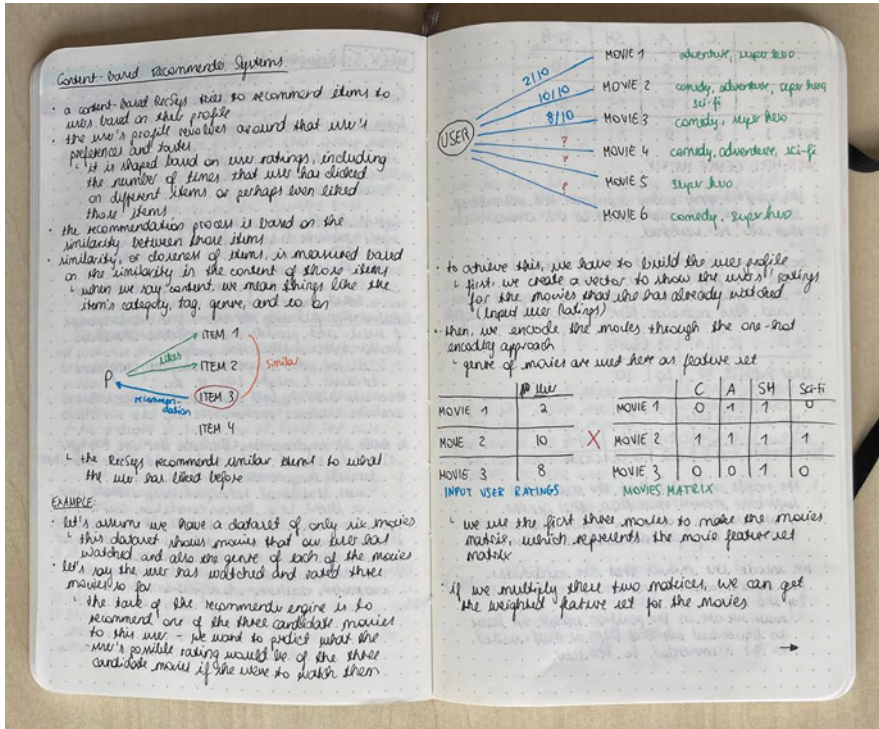 Content-based recommender Systems
• a content-based RecSys tries to recommend items to
users based on their profile
• the user's profile revolves around that user's
preferences and tastes
↳ it is shaped based on user ratings, including
the number of times that user has clicked
on different items or perhaps even liked
those items
• the recommendation process is based on the
similarity between those items
• similarity, or closeness of items, is measured based
on the similarity in the content of those items
↳ when we say content, we mean things like the
item's category, tag, genre, and so on
ITEM 1
likes
ITEM 2
similar
P
recommendation
ITEM 3
ITEM 4
↳ the RecSys recommends similar items to what
the user has liked before
EXAMPLE:
• let's assume we have a dataset of only six movies
↳ this dataset shows movies that our user has
watched and also the genre of each of the movies
• let's say the user has watched and rated three
movies so far
↳ the task of the recommender engine is to
recommend one of the three candidate movies
to this user - we want to predict what the
user's possible rating would be of the three
candidate movies if she were to watch them
USER
2/10 MOVIE 1 adventure, super hero
10/10 MOVIE 2 comedy, adventure, super hero
sci-fi
8/10 MOVIE 3 comedy, super hero
? MOVIE 4 comedy, adventure, sci-fi
? MOVIE 5 super hero
? MOVIE 6 comedy, super hero
• to achieve this, we have to build the user profile
↳ first, we create a vector to show the user's ratings
for the movies that she has already watched
(Input user Ratings)
• then, we encode the movies through the one-hot
encoding approach
- genre of movies are used here as feature set
User C A SH Sci-fi
MOVIE 1 2 MOVIE 1 0 1 1 0
MOVIE 2 10 X MOVIE 2 1 1 1 1
MOVIE 3 8 MOVIE 3 0 0 1 0
INPUT USER RATINGS MOVIES MATRIX
↳ we use the first three movies to make the movies
matrix, which represents the movie feature set
matrix
• if we multiply these two matrices, we can get
the weighted feature set for the movies
→